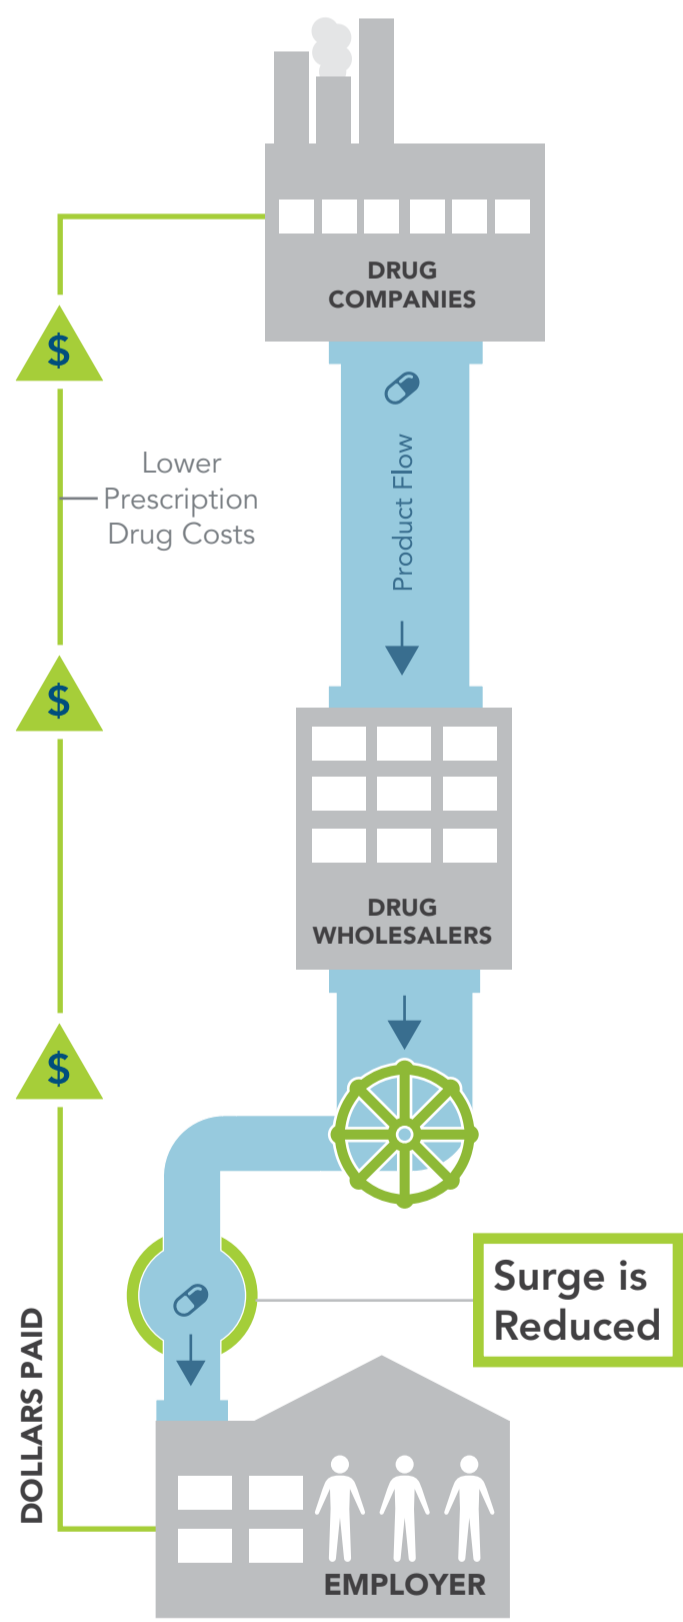 DRUG
COMPANIES
$
Product Flow
Lower
Prescription
Drug Costs
$
DRUG
WHOLESALERS
$
Surge is
Reduced
DOLLARS PAID
EMPLOYER